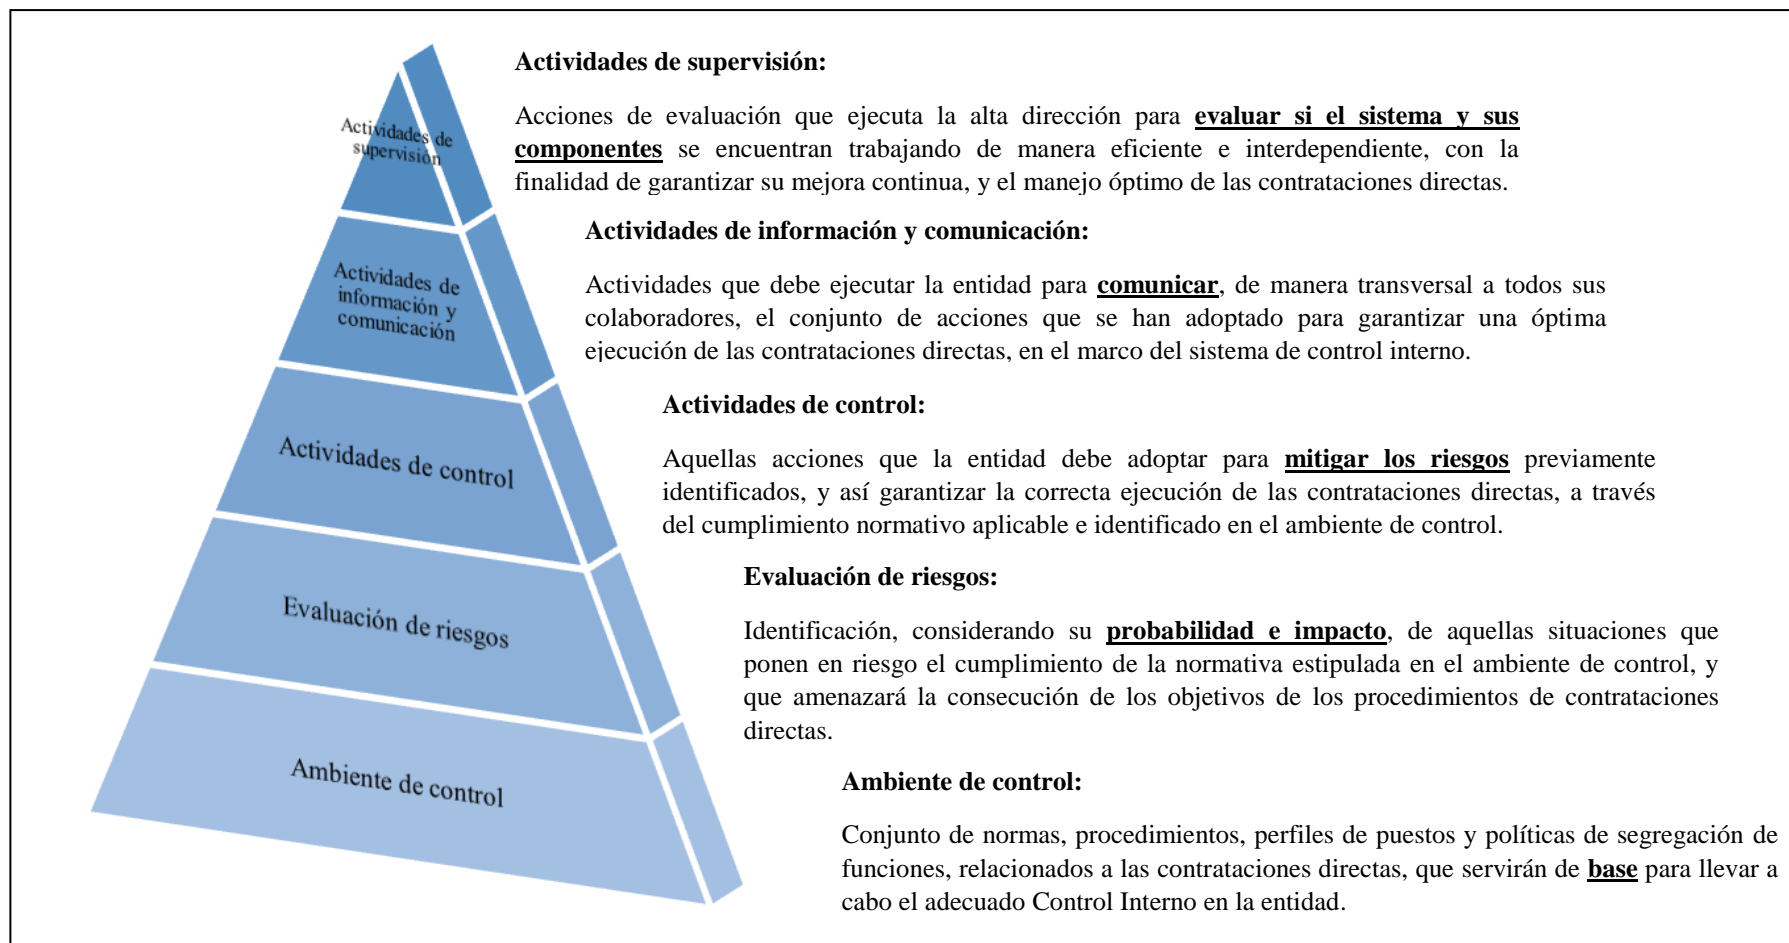 Actividades de supervisión:
Acciones de evaluación que ejecuta la alta dirección para evaluar si el sistema y sus
componentes se encuentran trabajando de manera eficiente e interdependiente, con la
finalidad de garantizar su mejora continua, y el manejo óptimo de las contrataciones directas.
Actividades de
supervisión
Actividades de información y comunicación:
Actividades que debe ejecutar la entidad para comunicar, de manera transversal a todos sus
colaboradores, el conjunto de acciones que se han adoptado para garantizar una óptima
ejecución de las contrataciones directas, en el marco del sistema de control interno.
Actividades de
información y
comunicación
Actividades de control:
Aquellas acciones que la entidad debe adoptar para mitigar los riesgos previamente
identificados, y así garantizar la correcta ejecución de las contrataciones directas, a través
del cumplimiento normativo aplicable e identificado en el ambiente de control.
Actividades de control
Evaluación de riesgos:
Identificación, considerando su probabilidad e impacto, de aquellas situaciones que
ponen en riesgo el cumplimiento de la normativa estipulada en el ambiente de control, y
que amenazará la consecución de los objetivos de los procedimientos de contrataciones
directas.
Evaluación de riesgos
Ambiente de control:
Conjunto de normas, procedimientos, perfiles de puestos y políticas de segregación de
funciones, relacionados a las contrataciones directas, que servirán de base para llevar a
cabo el adecuado Control Interno en la entidad.
Ambiente de control